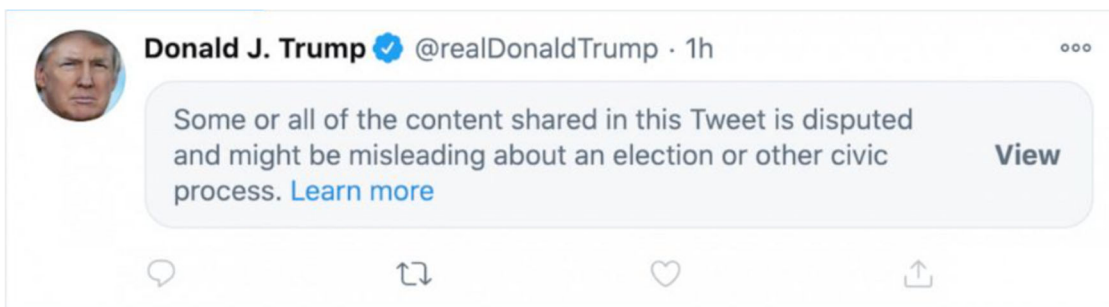 Donald J. Trump @realDonaldTrump · 1h
Some or all of the content shared in this Tweet is disputed
and might be misleading about an election or other civic
process. Learn more
View